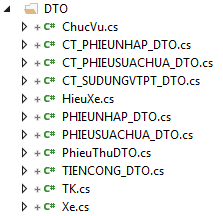 DTO
ChucVu.cs
CT_PHIEUNHAP_DTO.cs
CT_PHIEUSUACHUA_DTO.cs
CT_SUDUNGVTPT_DTO.cs
HieuXe.cs
PHIEUNHAP_DTO.cs
PHIEUSUACHUA_DTO.cs
PhieuThuDTO.cs
TIENCONG_DTO.cs
TK.cs
Xe.cs